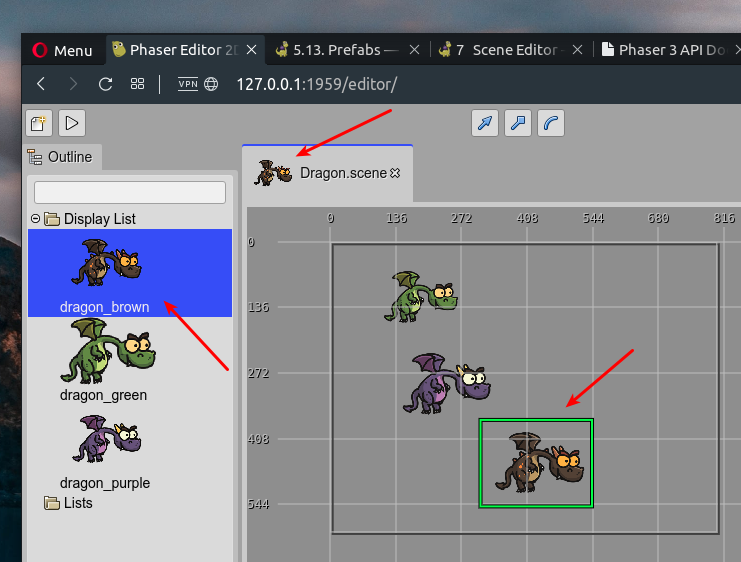 Menu
Phaser Editor 2D
5.13. Prefabs —
7 Scene Editor
Phaser 3 API Do
VPN
127.0.0.1:1959/editor/
Outline
Dragon.scene
Display List
dragon_brown
dragon_green
dragon_purple
Lists
0 136 272 408 544 680 816
0
136
272
408
544